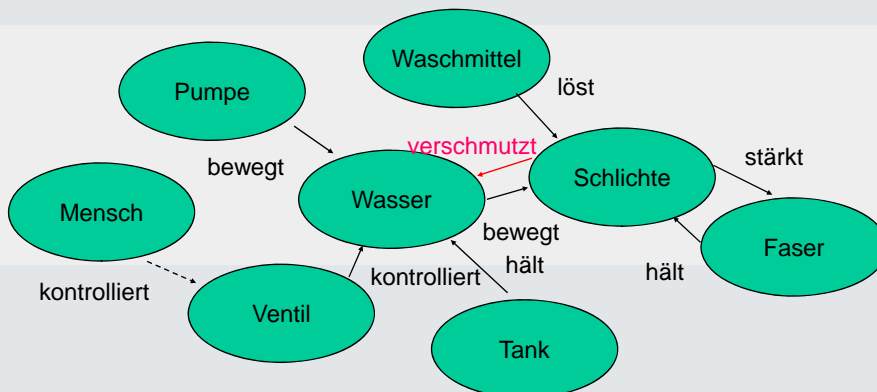 Waschmittel
Pumpe
löst
verschmutzt
bewegt
stärkt
Schlichte
Wasser
Mensch
bewegt
Faser
kontrolliert
hält
hält
kontrolliert
Ventil
Tank